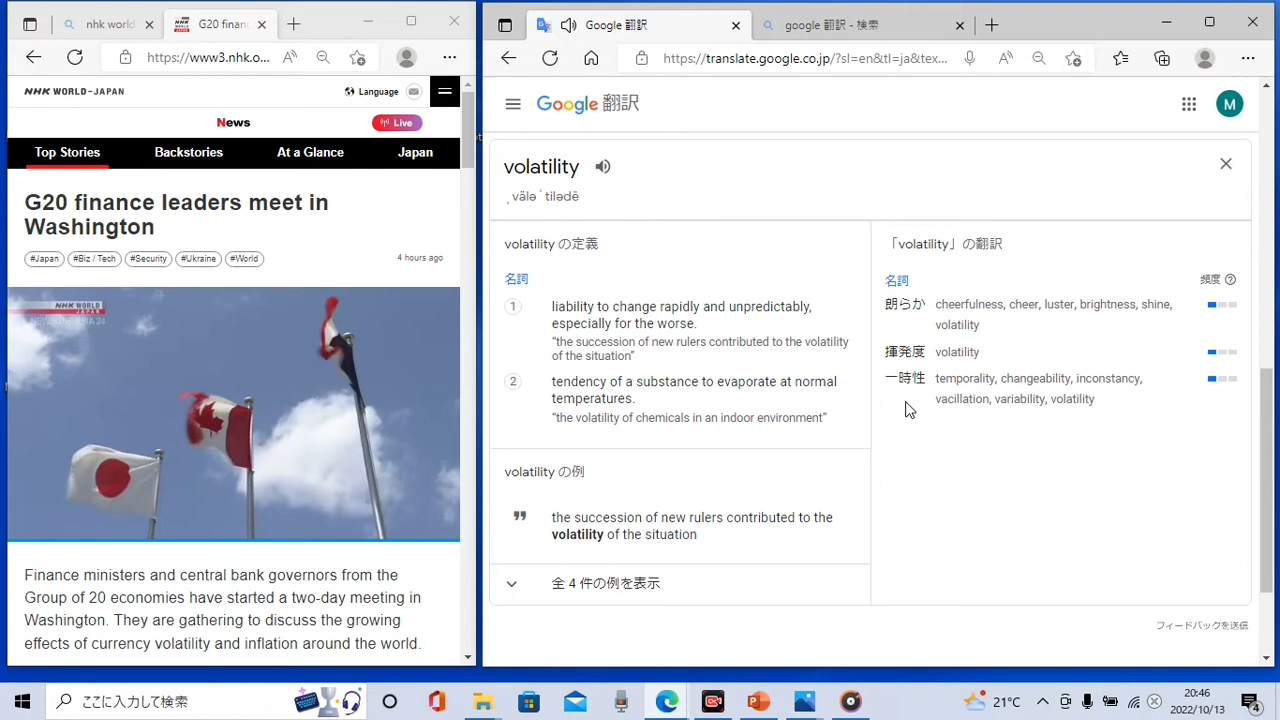 nhk world
G20 finan
https://www3.nhk.o...
NHK WORLD-JAPAN
Language
News
Live
Top Stories
Backstories
At a Glance
Japan
G20 finance leaders meet in
Washington
#Japan
#Biz / Tech
#Security
#Ukraine
#World
4 hours ago
NHK WORLD
JAPAN
Finance ministers and central bank governors from the
Group of 20 economies have started a two-day meeting in
Washington. They are gathering to discuss the growing
effects of currency volatility and inflation around the world.
Google 翻訳
google 翻訳 - 検索
https://translate.google.co.jp/?sl=en&tl=ja&tex...
Google 翻訳
M
volatility
ˌväləˈtilədē
volatility の定義
名詞
1
liability to change rapidly and unpredictably,
especially for the worse.
“the succession of new rulers contributed to the volatility
of the situation”
2
tendency of a substance to evaporate at normal
temperatures.
“the volatility of chemicals in an indoor environment”
volatility の例
the succession of new rulers contributed to the
volatility of the situation
全 4 件の例を表示
「volatility」の翻訳
名詞
頻度
朗らか
cheerfulness, cheer, luster, brightness, shine,
volatility
揮発度
volatility
一時性
temporality, changeability, inconstancy,
vacillation, variability, volatility
フィードバックを送信
ここに入力して検索
21°C
あ
20:46
2022/10/13
4